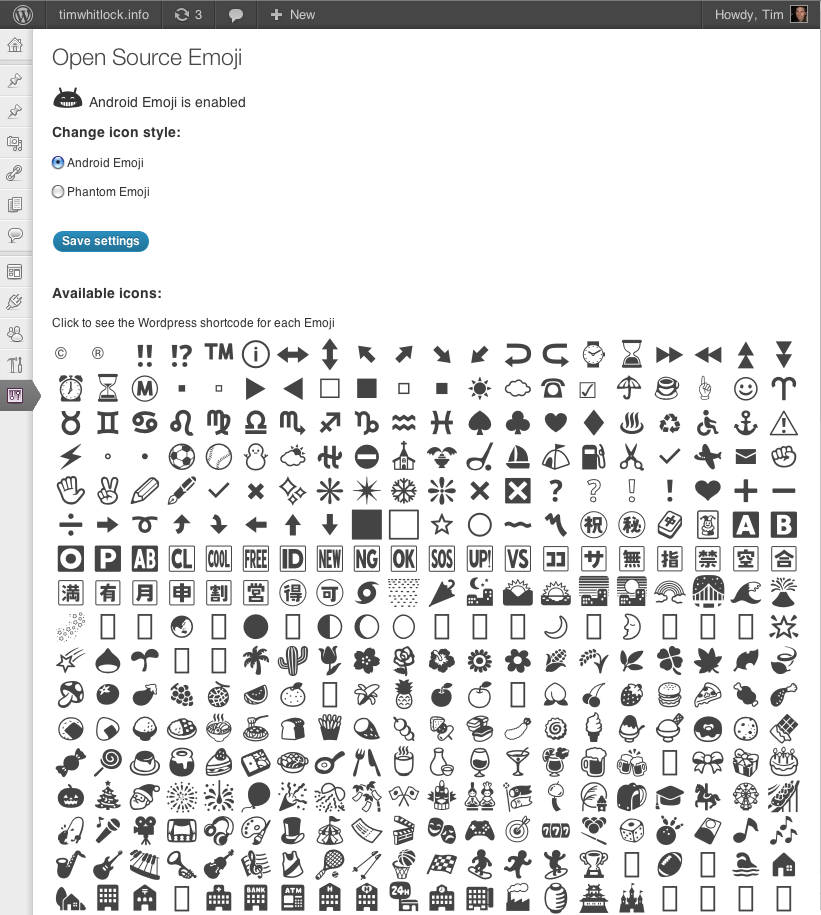 timwhitlock.info 3 New Howdy, Tim
Open Source Emoji
Android Emoji is enabled
Change icon style:
Android Emoji
Phantom Emoji
Save settings
Available icons:
Click to see the Wordpress shortcode for each Emoji
© ® !! !? TM i
M
? ? ! !
祝 秘 A B
O P AB CL COOL FREE ID NEW NG OK SOS UP! VS ココ サ 無 指 禁 空 合
満 有 月 申 割 営 得 可
777
BANK ATM H H 24H